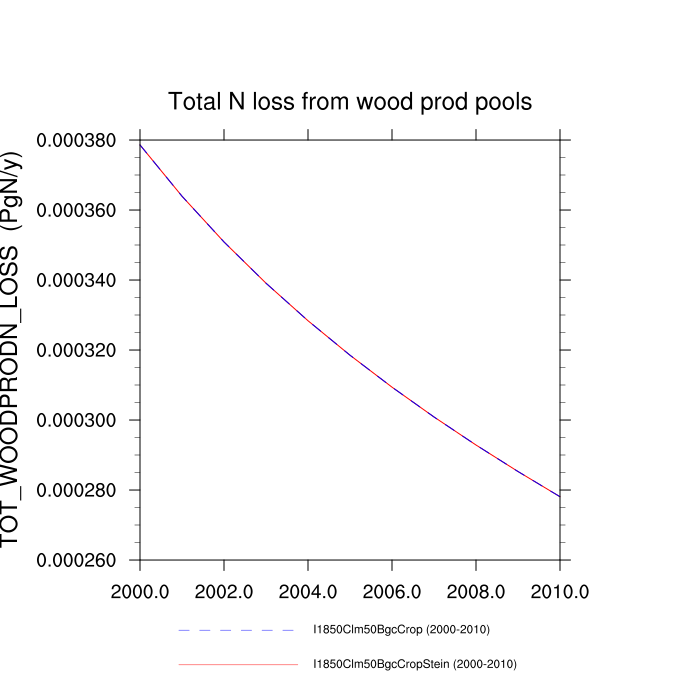 Total N loss from wood prod pools
TOT_WOODPRODN_LOSS (PgN/y)
0.000380
0.000360
0.000340
0.000320
0.000300
0.000280
0.000260
2000.0 2002.0 2004.0 2006.0 2008.0 2010.0
I1850Clm50BgcCrop (2000-2010)
I1850Clm50BgcCropStein (2000-2010)